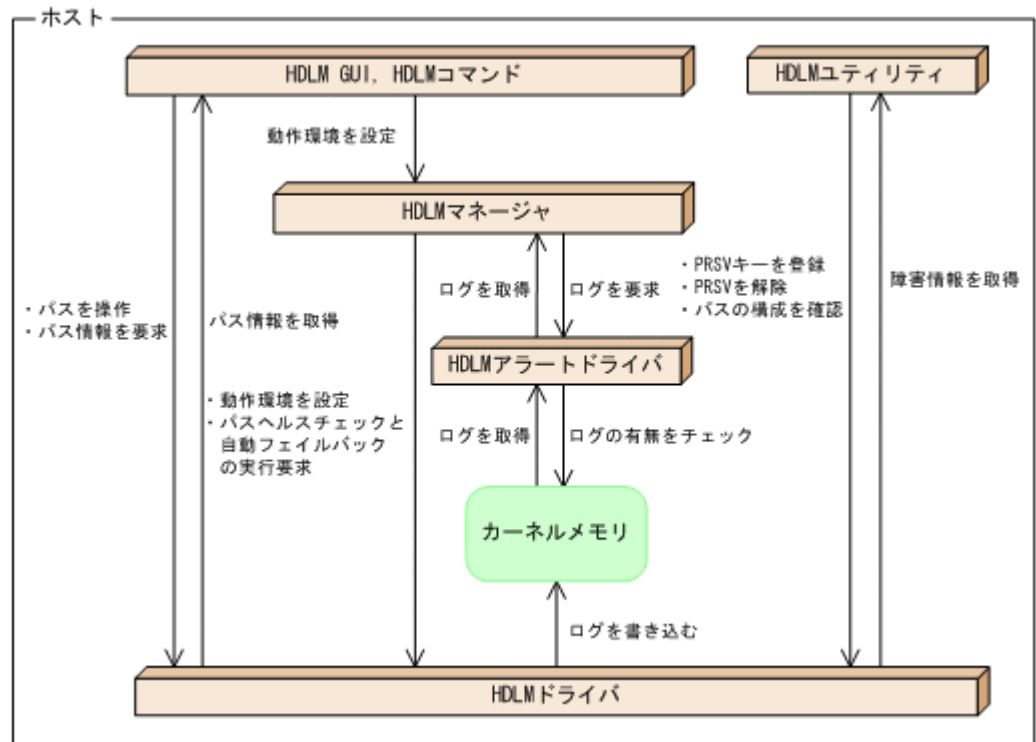 ホスト
HDLM GUI, HDLMコマンド
HDLMユティリティ
動作環境を設定
HDLMマネージャ
・パスを操作
・パス情報を要求
パス情報を取得
ログを取得
ログを要求
・PRSVキーを登録
・PRSVを解除
・パスの構成を確認
障害情報を取得
HDLMアラートドライバ
・動作環境を設定
・パスヘルスチェックと
自動フェイルバック
の実行要求
ログを取得
ログの有無をチェック
カーネルメモリ
ログを書き込む
HDLMドライバ